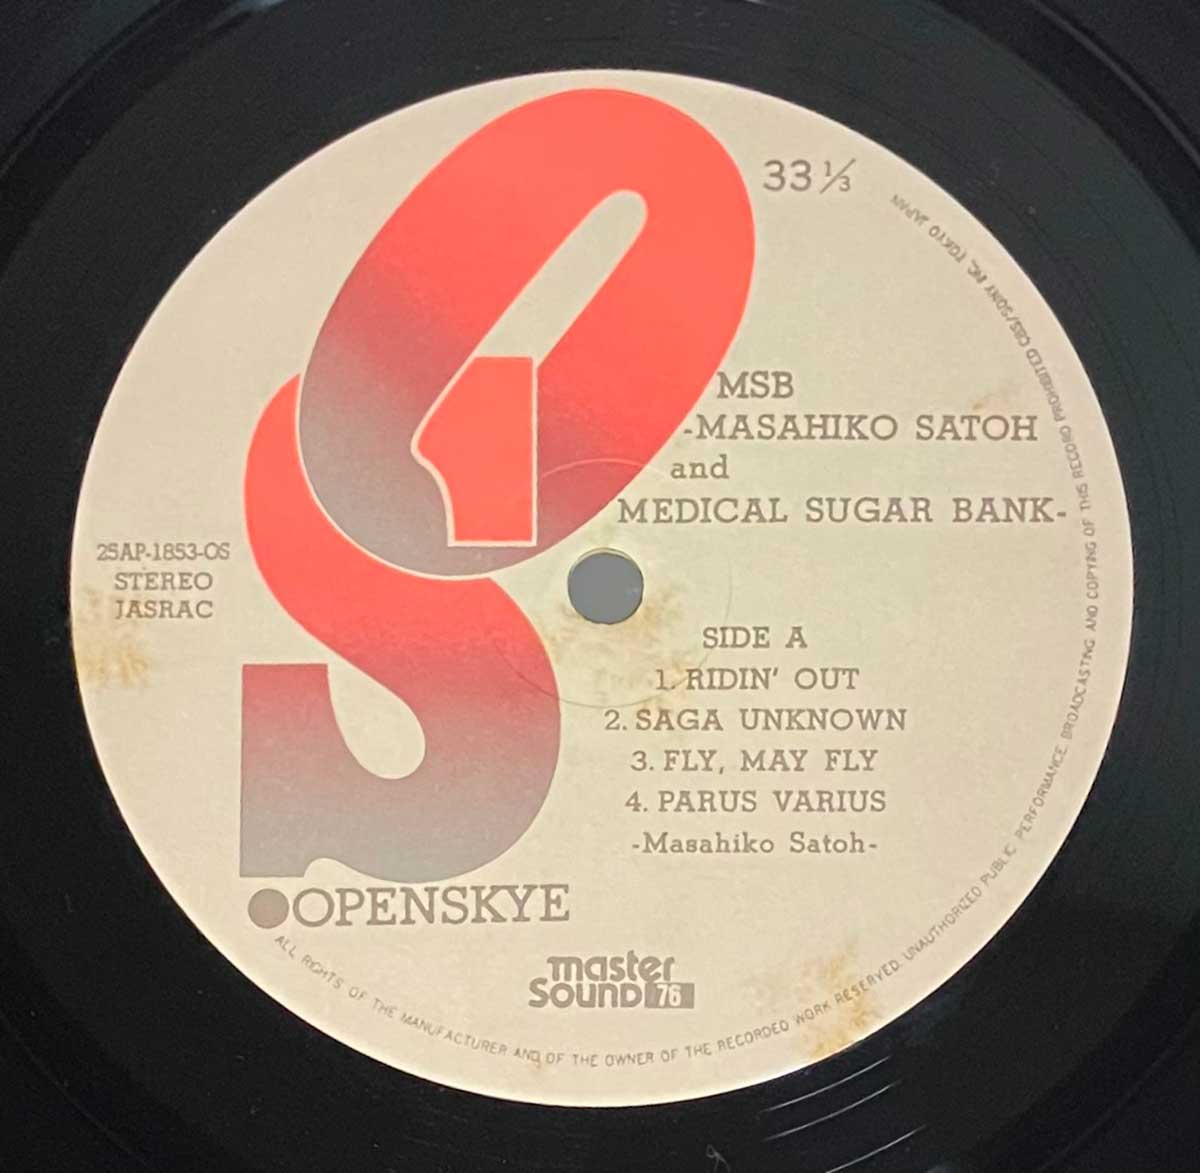 33 1/3
MSB
-MASAHIKO SATOH
and
MEDICAL SUGAR BANK-
25AP-1853-OS
STEREO
JASRAC
SIDE A
1. RIDIN' OUT
2. SAGA UNKNOWN
3. FLY, MAY FLY
4. PARUS VARIUS
-Masahiko Satoh-
OPENSKYE
master
Sound 76
ALL RIGHTS OF THE MANUFACTURER AND OF THE OWNER OF THE RECORDED WORK RESERVED. UNAUTHORIZED PUBLIC PERFORMANCE BROADCASTING AND COPYING OF THIS RECORD PROHIBITED CBS/SONY INC. TOKYO JAPAN